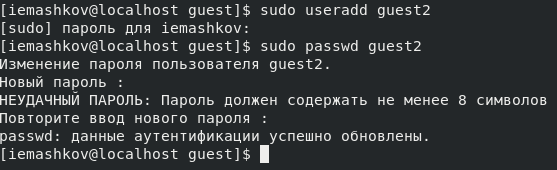 [iemashkov@localhost guest]$ sudo useradd guest2
[sudo] пароль для iemashkov:
[iemashkov@localhost guest]$ sudo passwd guest2
Изменение пароля пользователя guest2.
Новый пароль :
НЕУДАЧНЫЙ ПАРОЛЬ: Пароль должен содержать не менее 8 символов
Повторите ввод нового пароля :
passwd: данные аутентификации успешно обновлены.
[iemashkov@localhost guest]$